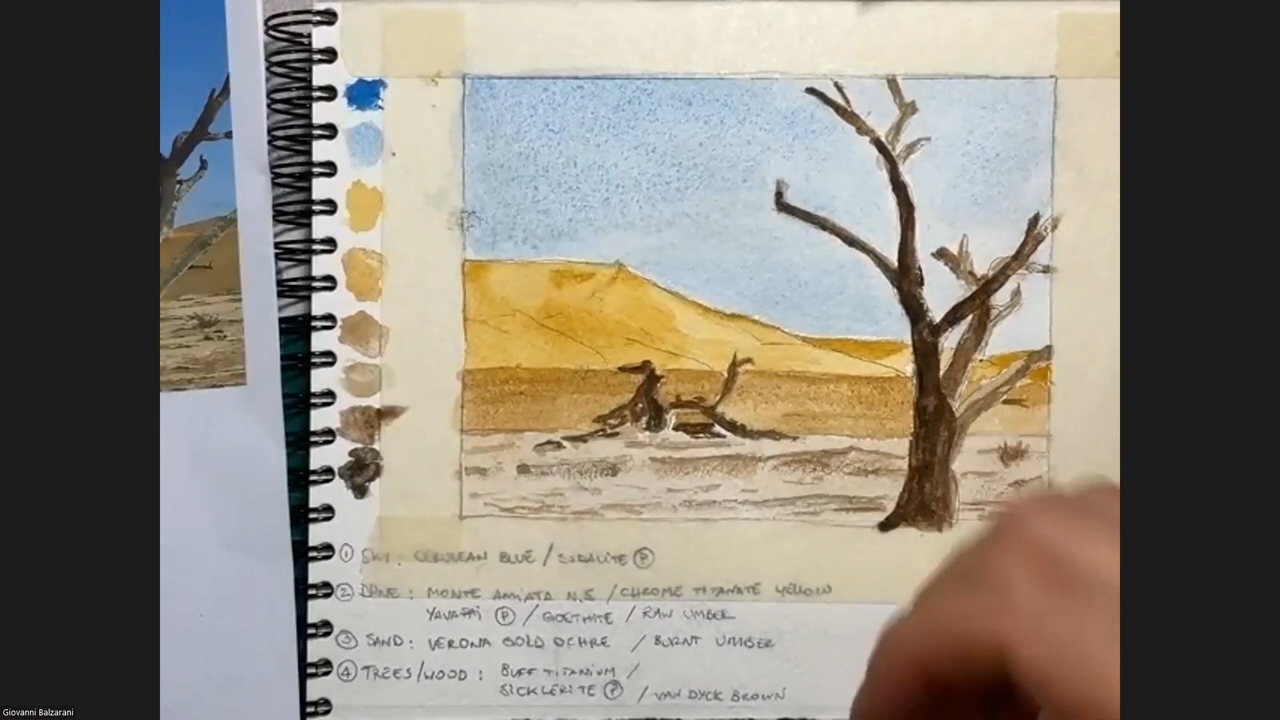 ① SKY: CERULEAN BLUE / SODALITE Ⓟ
② DUNE: MONTE AMIATA N.S / CHROME TITANATE YELLOW
YAVAPAI Ⓟ / GOETHITE / RAW UMBER
③ SAND: VERONA GOLD OCHRE / BURNT UMBER
④ TREES/WOOD: BUFF TITANIUM /
SICKLERITE Ⓟ / VAN DYCK BROWN
Giovanni Balzarani